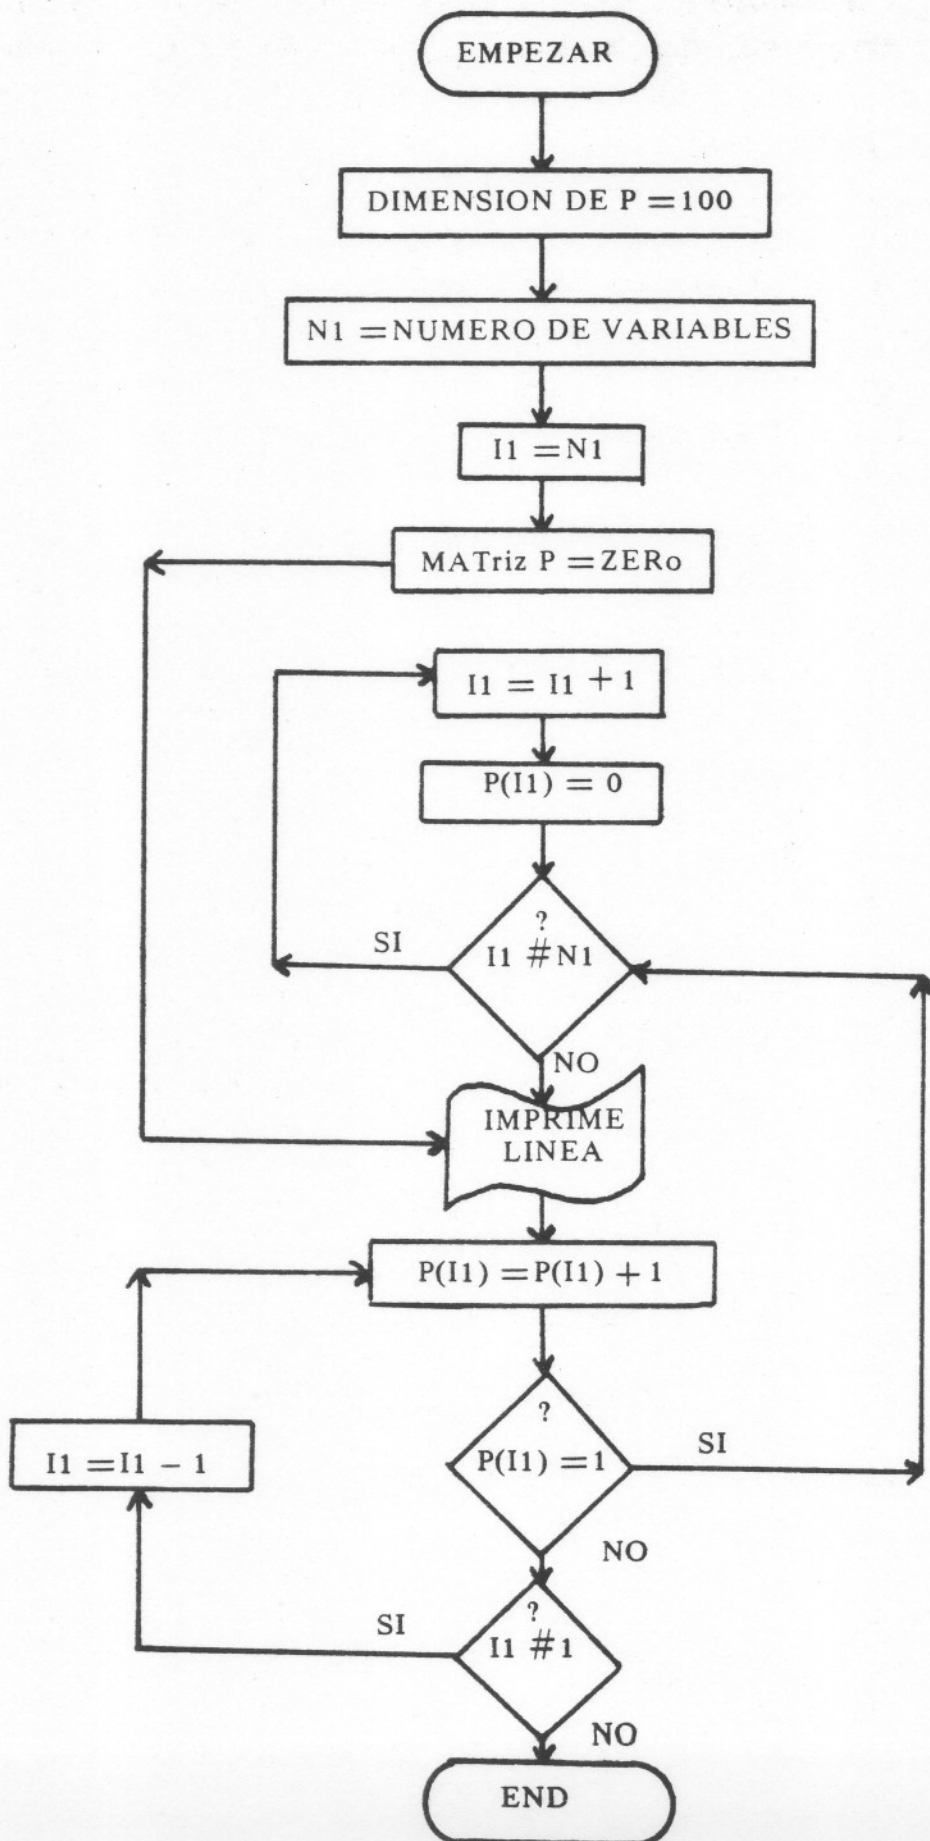 EMPEZAR
DIMENSION DE P = 100
N1 = NUMERO DE VARIABLES
I1 = N1
MATriz P = ZERo
I1 = I1 + 1
P(I1) = 0
?
I1 # N1
SI
NO
IMPRIME
LINEA
P(I1) = P(I1) + 1
?
P(I1) = 1
SI
NO
I1 = I1 - 1
?
I1 # 1
SI
NO
END